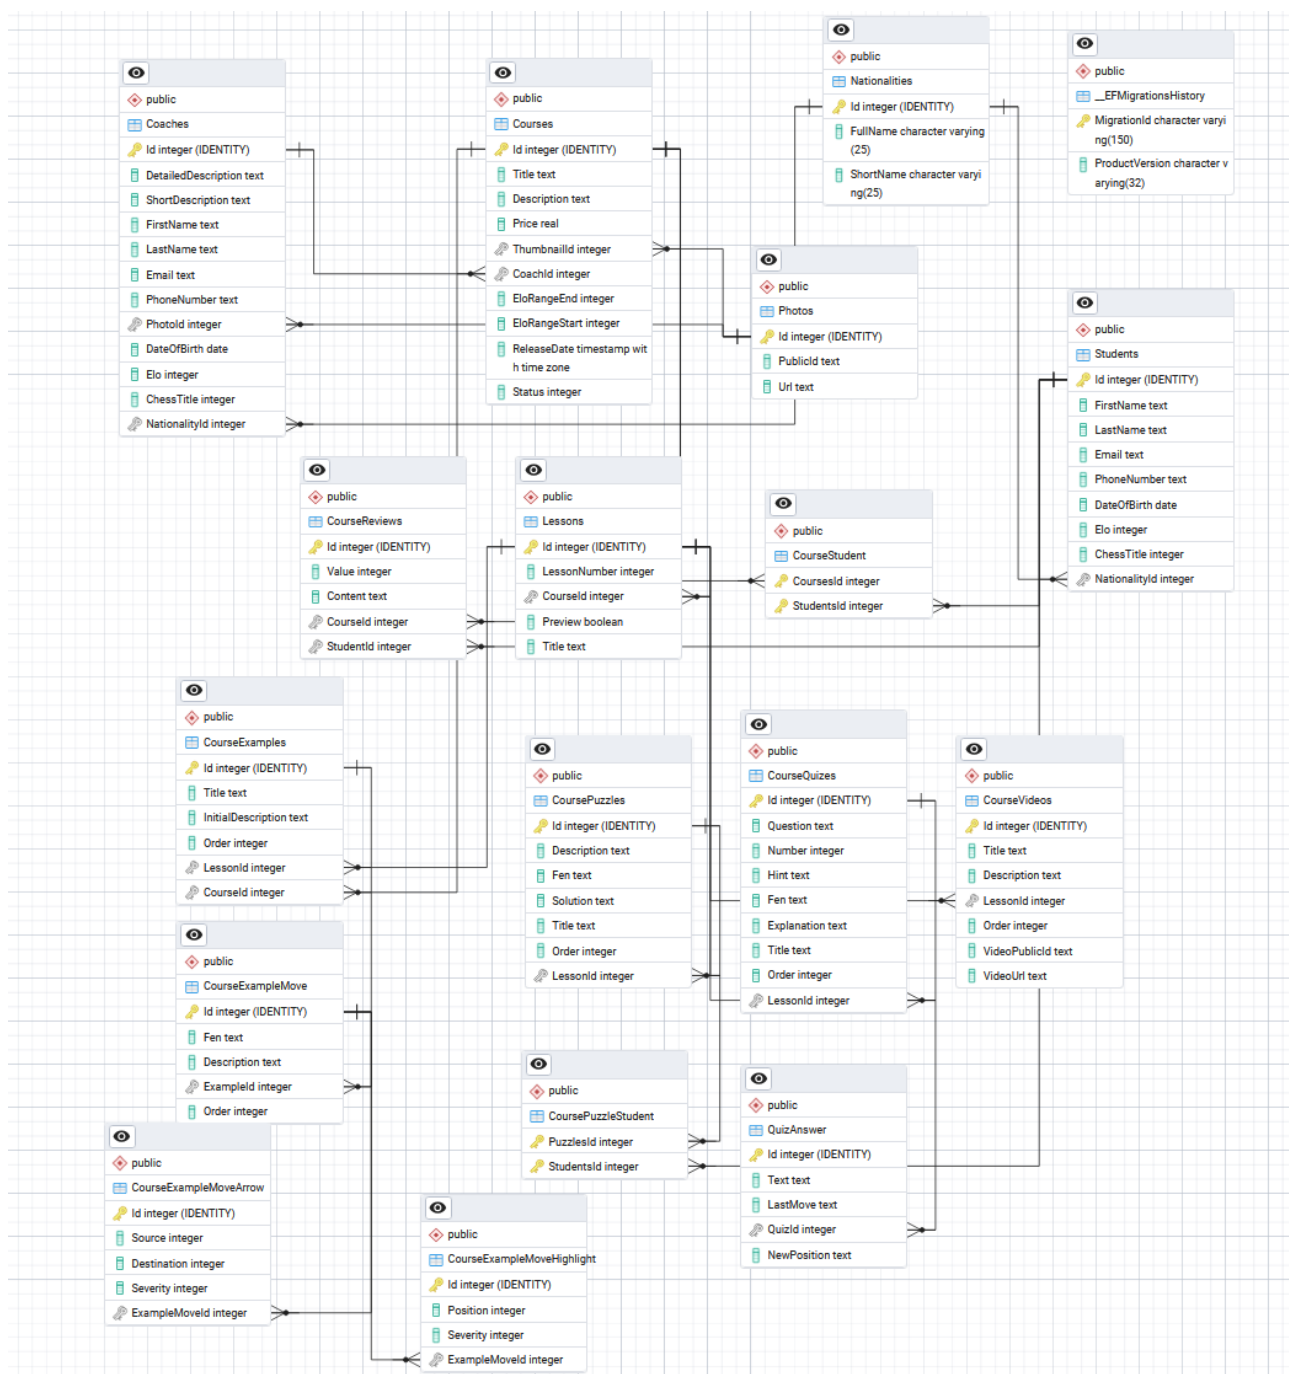 public
Nationalities
Id integer (IDENTITY)
FullName character varying
(25)
ShortName character varyi
ng(25)
public
__EFMigrationsHistory
MigrationId character varyi
ng(150)
ProductVersion character v
arying(32)
public
Coaches
Id integer (IDENTITY)
DetailedDescription text
ShortDescription text
FirstName text
LastName text
Email text
PhoneNumber text
PhotoId integer
DateOfBirth date
Elo integer
ChessTitle integer
NationalityId integer
public
Courses
Id integer (IDENTITY)
Title text
Description text
Price real
ThumbnailId integer
CoachId integer
EloRangeEnd integer
EloRangeStart integer
ReleaseDate timestamp wit
h time zone
Status integer
public
Photos
Id integer (IDENTITY)
PublicId text
Url text
public
Students
Id integer (IDENTITY)
FirstName text
LastName text
Email text
PhoneNumber text
DateOfBirth date
Elo integer
ChessTitle integer
NationalityId integer
public
CourseReviews
Id integer (IDENTITY)
Value integer
Content text
CourseId integer
StudentId integer
public
Lessons
Id integer (IDENTITY)
LessonNumber integer
CourseId integer
Preview boolean
Title text
public
CourseStudent
CoursesId integer
StudentsId integer
public
CourseExamples
Id integer (IDENTITY)
Title text
InitialDescription text
Order integer
LessonId integer
CourseId integer
public
CoursePuzzles
Id integer (IDENTITY)
Description text
Fen text
Solution text
Title text
Order integer
LessonId integer
public
CourseQuizes
Id integer (IDENTITY)
Question text
Number integer
Hint text
Fen text
Explanation text
Title text
Order integer
LessonId integer
public
CourseVideos
Id integer (IDENTITY)
Title text
Description text
LessonId integer
Order integer
VideoPublicId text
VideoUrl text
public
CourseExampleMove
Id integer (IDENTITY)
Fen text
Description text
ExampleId integer
Order integer
public
CoursePuzzleStudent
PuzzlesId integer
StudentsId integer
public
QuizAnswer
Id integer (IDENTITY)
Text text
LastMove text
QuizId integer
NewPosition text
public
CourseExampleMoveArrow
Id integer (IDENTITY)
Source integer
Destination integer
Severity integer
ExampleMoveId integer
public
CourseExampleMoveHighlight
Id integer (IDENTITY)
Position integer
Severity integer
ExampleMoveId integer